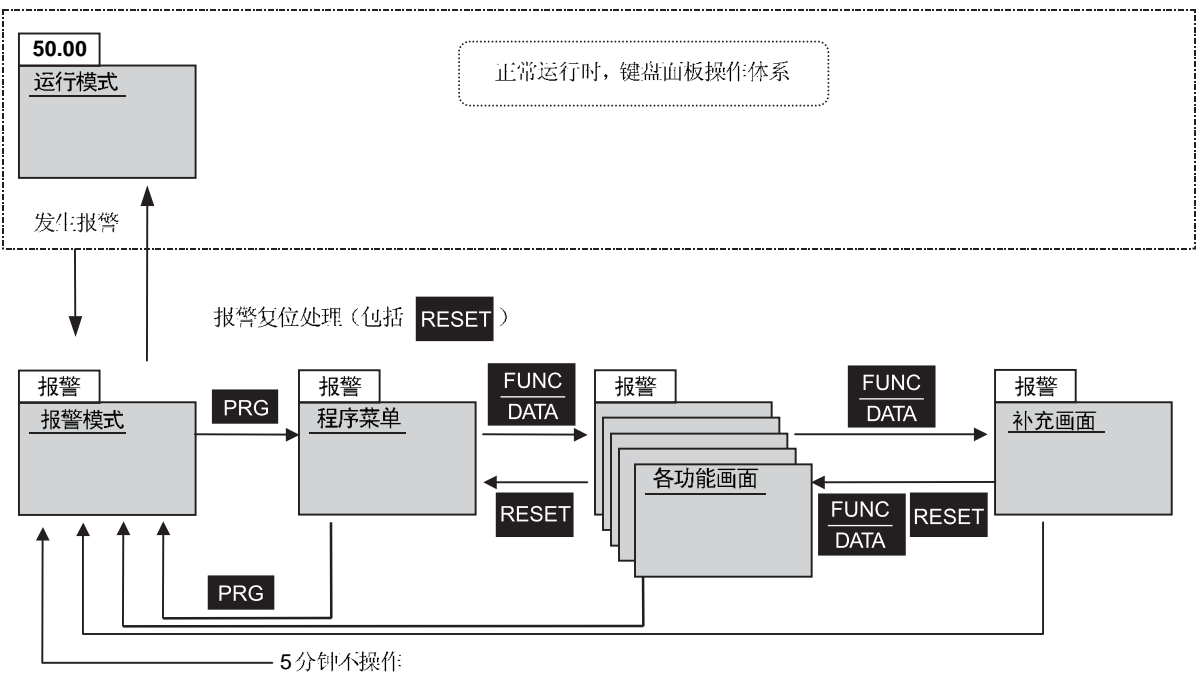 50.00
运行模式
正常运行时，键盘面板操作体系
发生报警
报警复位处理（包括 RESET ）
报警
报警模式
PRG
报警
程序菜单
FUNC
DATA
RESET
报警
各功能画面
FUNC
DATA
FUNC
DATA
RESET
报警
补充画面
PRG
5分钟不操作